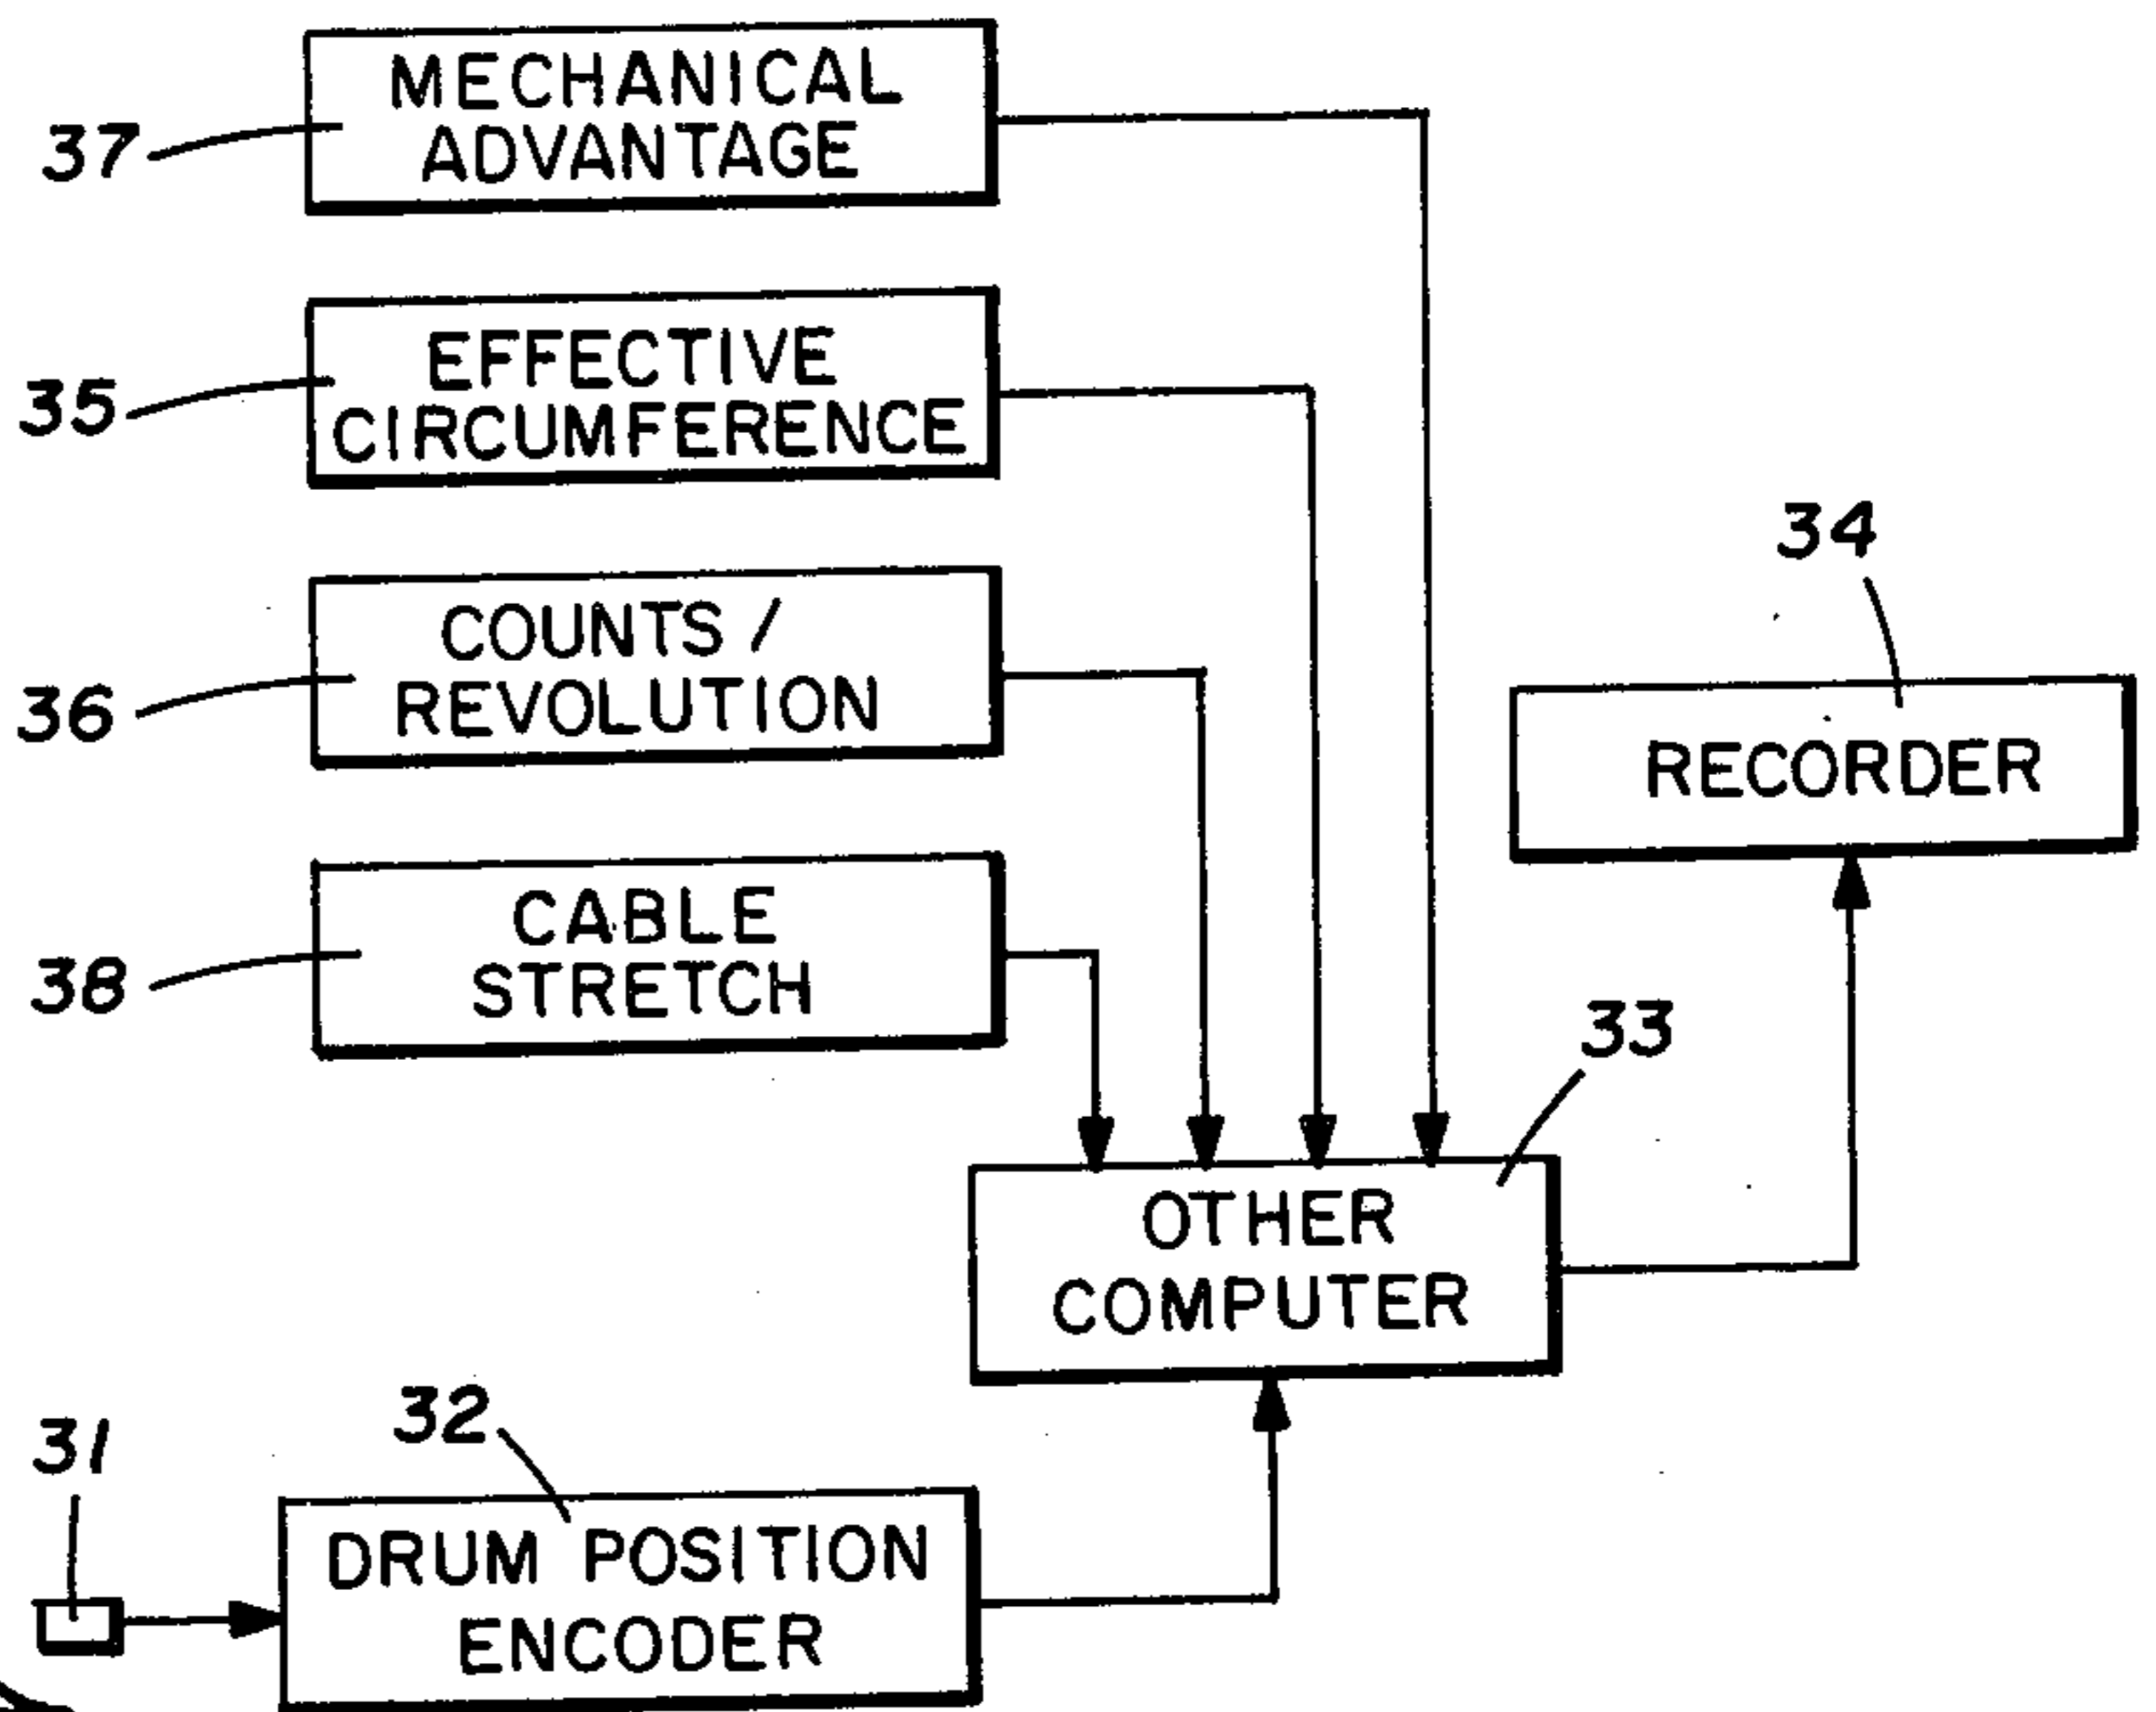 MECHANICAL
ADVANTAGE
37
EFFECTIVE
CIRCUMFERENCE
35
COUNTS /
REVOLUTION
36
34
RECORDER
CABLE
STRETCH
38
33
OTHER
COMPUTER
32
31
DRUM POSITION
ENCODER